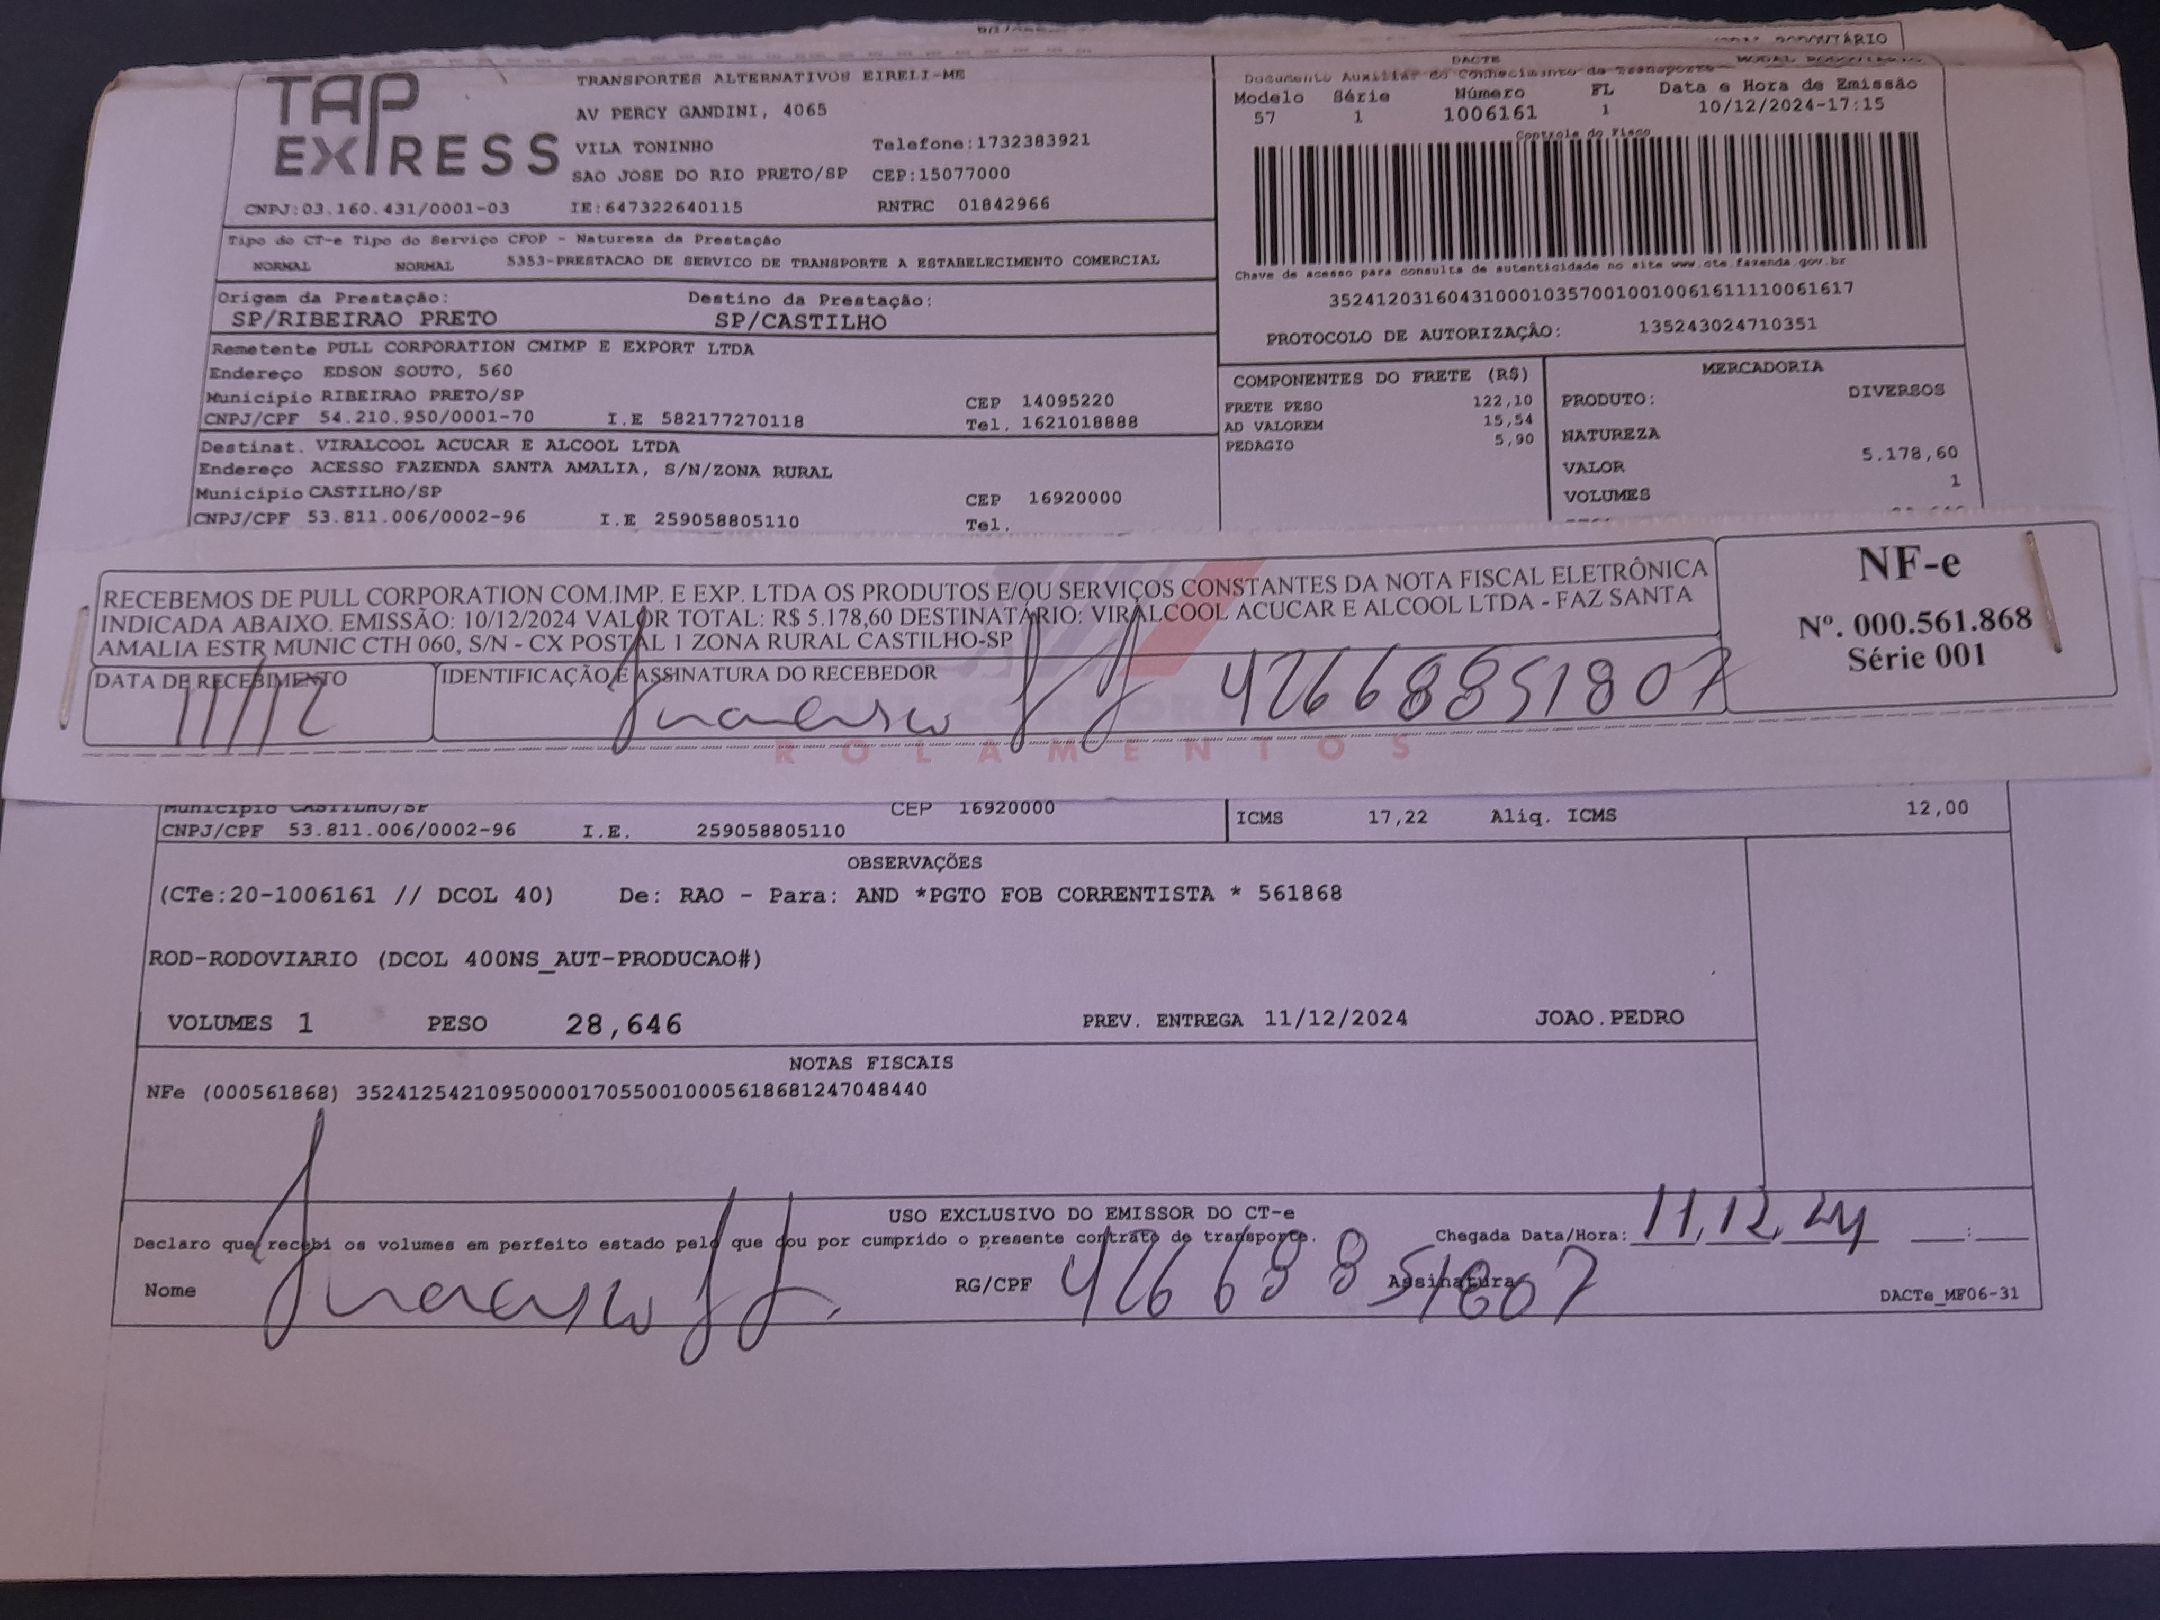 TAP EXPRESS
TRANSPORTES ALTERNATIVOS EIRELI-ME
AV PERCY GANDINI, 4065
VILA TONINHO Telefone:1732383921
SAO JOSE DO RIO PRETO/SP CEP:15077000
CNPJ:03.160.431/0001-03 IE:647322640115 RNTRC 01842966
DACTE
Documento Auxiliar do Conhecimento de Transporte MODAL RODOVIÁRIO
Modelo Série Número FL Data e Hora de Emissão
57 1 1006161 1 10/12/2024-17:15
Controle do Fisco
Chave de acesso para consulta de autenticidade no site www.cte.fazenda.gov.br
35241203160431000103570010010061611110061617
PROTOCOLO DE AUTORIZAÇÃO: 135243024710351
Tipo do CT-e Tipo do Serviço CFOP - Natureza da Prestação
NORMAL NORMAL 5353-PRESTACAO DE SERVICO DE TRANSPORTE A ESTABELECIMENTO COMERCIAL
Origem da Prestação: Destino da Prestação:
SP/RIBEIRAO PRETO SP/CASTILHO
Remetente PULL CORPORATION CMIMP E EXPORT LTDA
Endereço EDSON SOUTO, 560
Município RIBEIRAO PRETO/SP CEP 14095220
CNPJ/CPF 54.210.950/0001-70 I.E 582177270118 Tel. 1621018888
Destinat. VIRALCOOL ACUCAR E ALCOOL LTDA
Endereço ACESSO FAZENDA SANTA AMALIA, S/N/ZONA RURAL
Município CASTILHO/SP CEP 16920000
CNPJ/CPF 53.811.006/0002-96 I.E 259058805110 Tel.
COMPONENTES DO FRETE (R$)
FRETE PESO 122,10
AD VALOREM 15,54
PEDAGIO 5,90
MERCADORIA
PRODUTO: DIVERSOS
NATUREZA
VALOR 5.178,60
VOLUMES 1
RECEBEMOS DE PULL CORPORATION COM.IMP. E EXP. LTDA OS PRODUTOS E/OU SERVIÇOS CONSTANTES DA NOTA FISCAL ELETRÔNICA
INDICADA ABAIXO. EMISSÃO: 10/12/2024 VALOR TOTAL: R$ 5.178,60 DESTINATÁRIO: VIRALCOOL ACUCAR E ALCOOL LTDA - FAZ SANTA
AMALIA ESTR MUNIC CTH 060, S/N - CX POSTAL 1 ZONA RURAL CASTILHO-SP
NF-e
Nº. 000.561.868
Série 001
DATA DE RECEBIMENTO IDENTIFICAÇÃO E ASSINATURA DO RECEBEDOR
11/12 Francisco 42668851807
ROLAMENTOS
Município CASTILHO/SP CEP 16920000
CNPJ/CPF 53.811.006/0002-96 I.E. 259058805110
ICMS 17,22 Aliq. ICMS 12,00
OBSERVAÇÕES
(CTe:20-1006161 // DCOL 40) De: RAO - Para: AND *PGTO FOB CORRENTISTA * 561868
ROD-RODOVIARIO (DCOL 400NS_AUT-PRODUCAO#)
VOLUMES 1 PESO 28,646 PREV. ENTREGA 11/12/2024 JOAO.PEDRO
NOTAS FISCAIS
NFe (000561868) 35241254210950000170550010005618681247048440
USO EXCLUSIVO DO EMISSOR DO CT-e
Declaro que recebi os volumes em perfeito estado pelo que dou por cumprido o presente contrato de transporte. Chegada Data/Hora: 11,12,24 __:__
Nome Francisco RG/CPF 42668851807 Assinatura DACTe_MF06-31